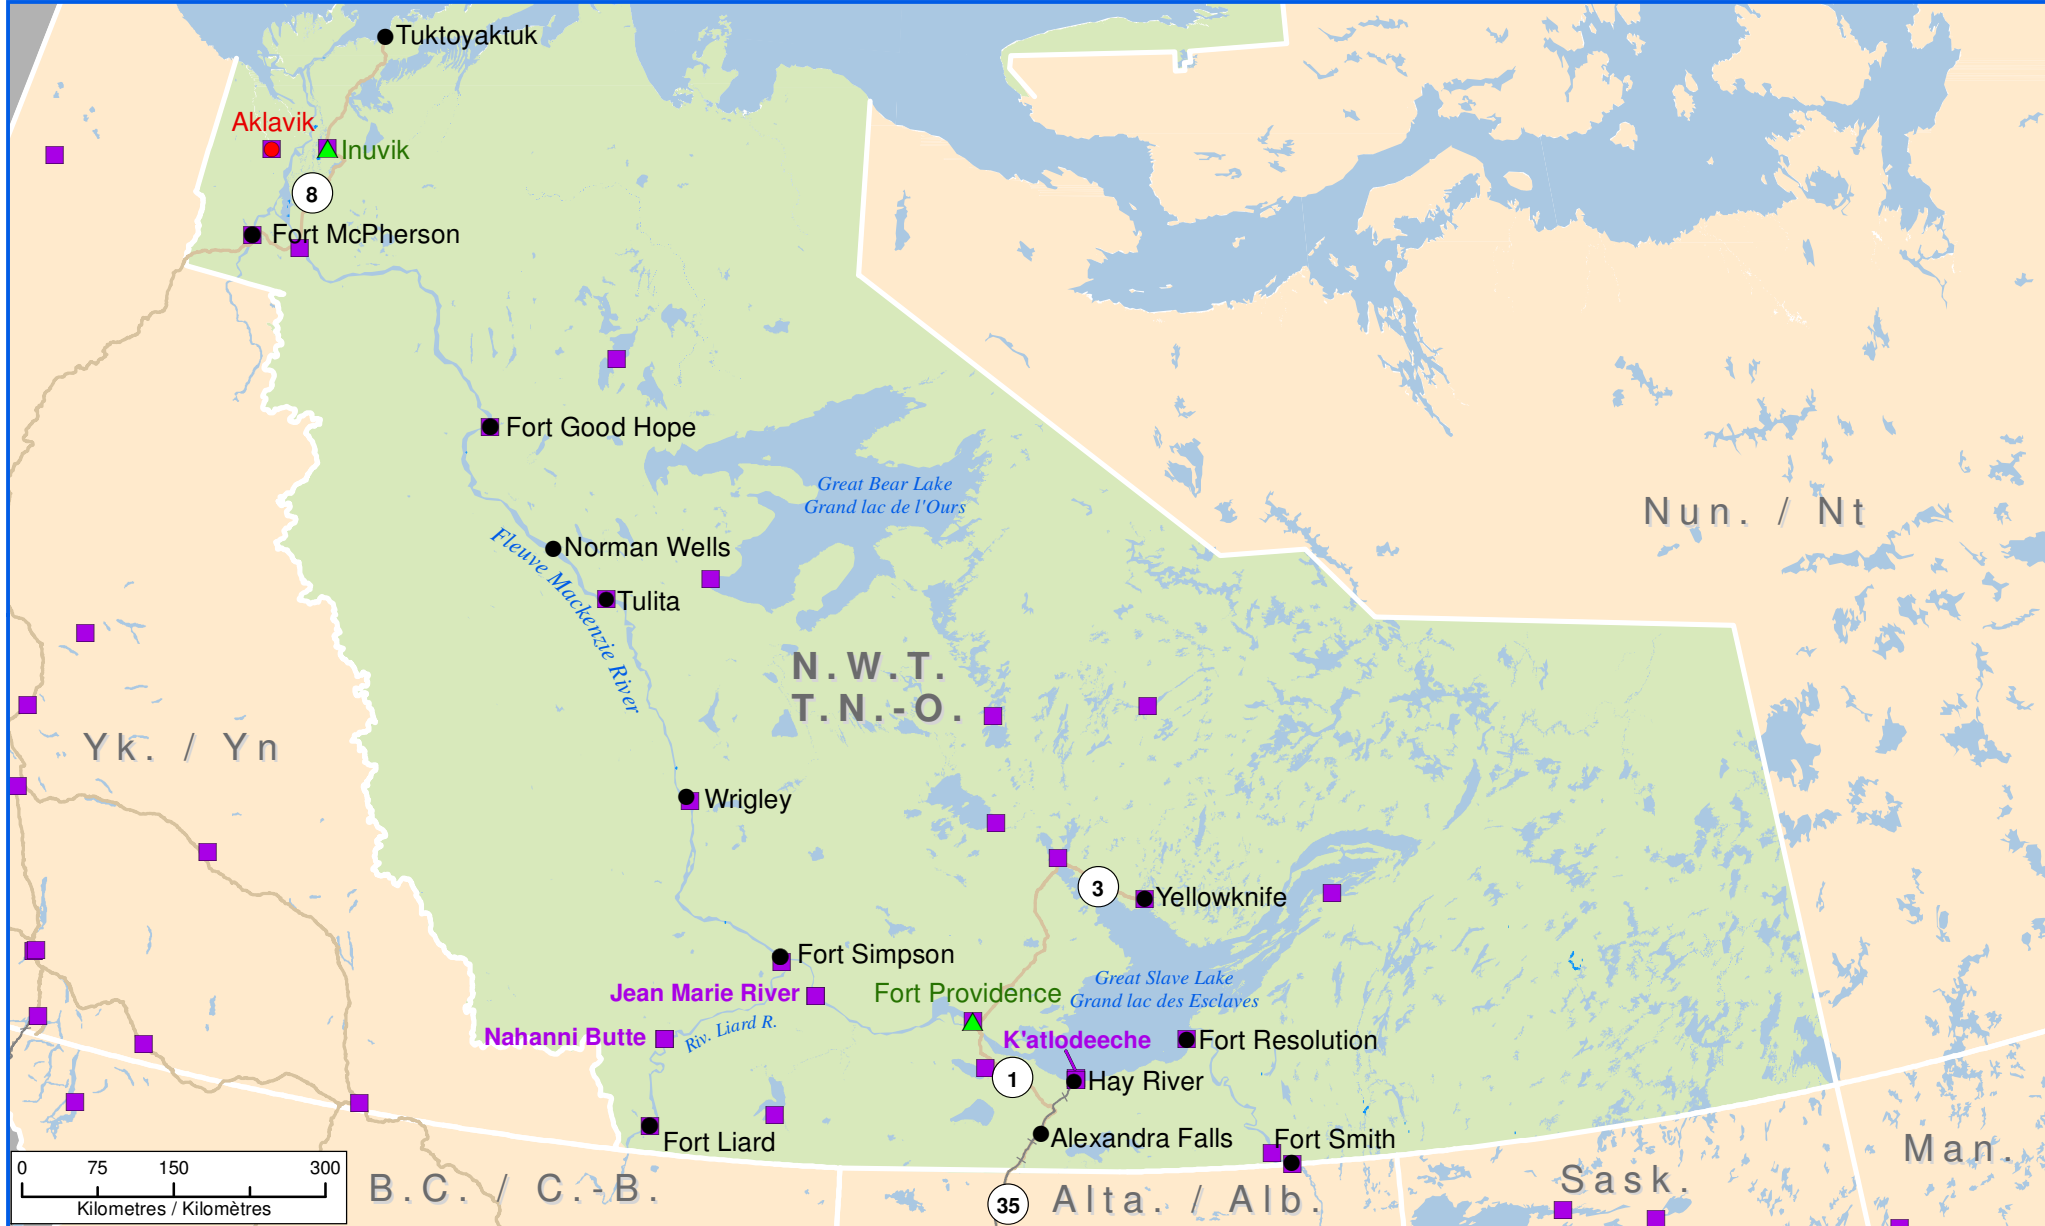 Tuktoyaktuk
Aklavik
Inuvik
8
Fort McPherson
Fort Good Hope
Great Bear Lake
Grand lac de l'Ours
Nun. / Nt
Norman Wells
Fleuve Mackenzie River
Tulita
N.W.T.
T.N.-O.
Yk. / Yn
Wrigley
3
Yellowknife
Fort Simpson
Great Slave Lake
Grand lac des Esclaves
Jean Marie River
Fort Providence
Nahanni Butte
Riv. Liard R.
K'atlodeeche
Fort Resolution
1
Hay River
Fort Liard
Alexandra Falls
Fort Smith
Man.
0 75 150 300
Kilometres / Kilomètres
B.C. / C.-B.
35
Alta. / Alb.
Sask.